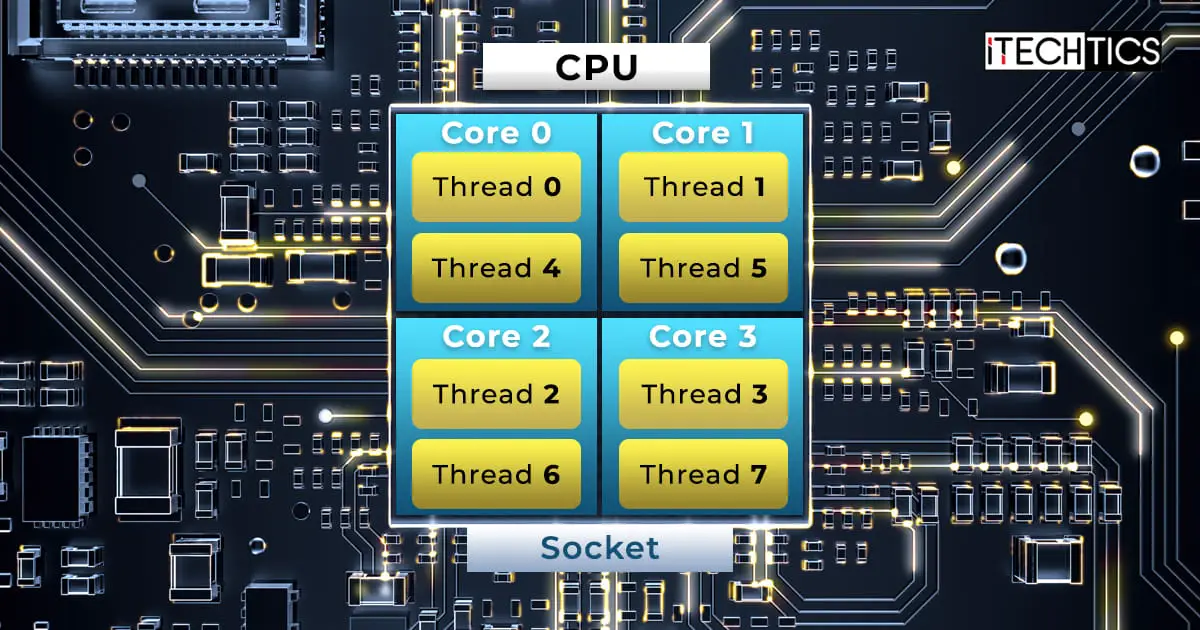 CPU
iTECHTICS
Core 0
Core 1
Thread 0
Thread 1
Thread 4
Thread 5
Core 2
Core 3
Thread 2
Thread 3
Thread 6
Thread 7
Socket